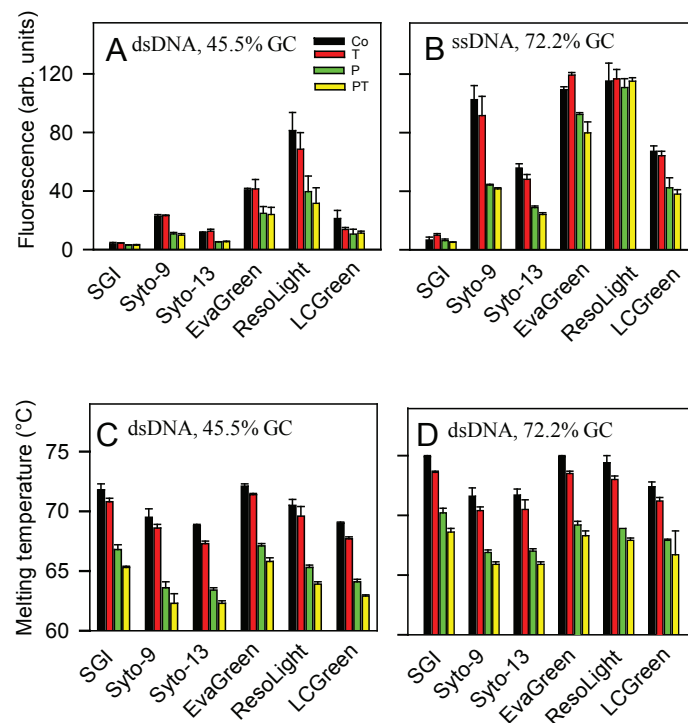 A dsDNA, 45.5% GC
Co
T
P
PT
B ssDNA, 72.2% GC
Fluorescence (arb. units)
120
80
40
0
SGI
Syto-9
Syto-13
EvaGreen
ResoLight
LCGreen
SGI
Syto-9
Syto-13
EvaGreen
ResoLight
LCGreen
C dsDNA, 45.5% GC
D dsDNA, 72.2% GC
Melting temperature (°C)
75
70
65
60
SGI
Syto-9
Syto-13
EvaGreen
ResoLight
LCGreen
SGI
Syto-9
Syto-13
EvaGreen
ResoLight
LCGreen